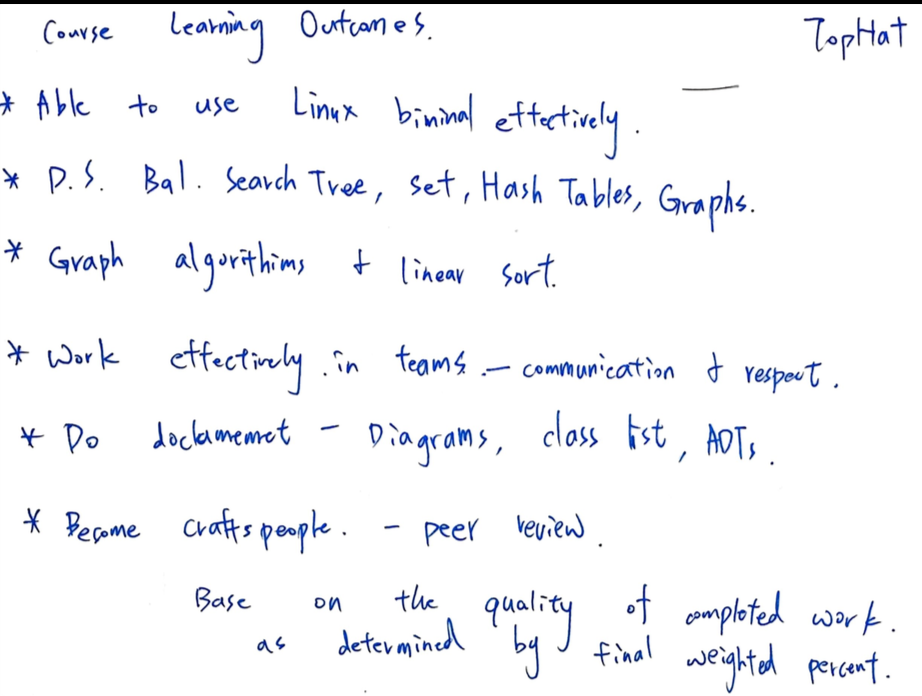 Course Learning Outcomes. TopHat
* Able to use Linux bininal effectively.
* D.S. Bal. Search Tree, Set, Hash Tables, Graphs.
* Graph algorithims & linear sort.
* Work effectively in teams - communication & respect.
* Do dockamemet - Diagrams, class list, ADTs.
* Become craftspeople. - peer review.
Base on the quality of completed work.
as determined by final weighted percent.